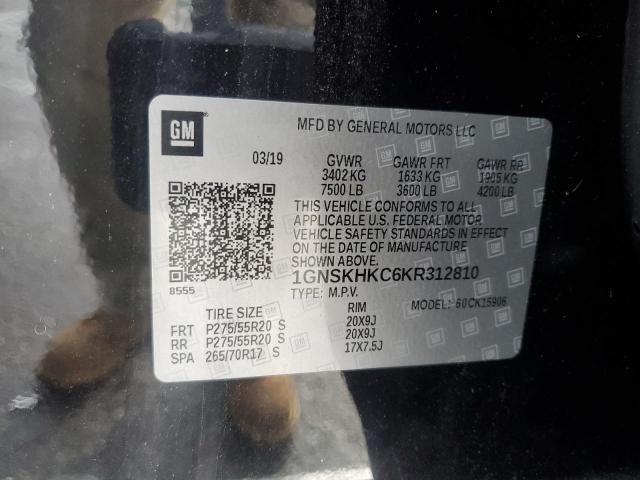 GM
MFD BY GENERAL MOTORS LLC
03/19 GVWR GAWR FRT GAWR RR
3402 KG 1633 KG 1905 KG
7500 LB 3600 LB 4200 LB
THIS VEHICLE CONFORMS TO ALL
APPLICABLE U.S. FEDERAL MOTOR
VEHICLE SAFETY STANDARDS IN EFFECT
ON THE DATE OF MANUFACTURE
SHOWN ABOVE.
8555
1GNSKHKC6KR312810
TYPE: M.P.V. MODEL: 60CK15906
TIRE SIZE RIM
FRT P275/55R20 S 20X9J
RR P275/55R20 S 20X9J
SPA 265/70R17 S 17X7.5J